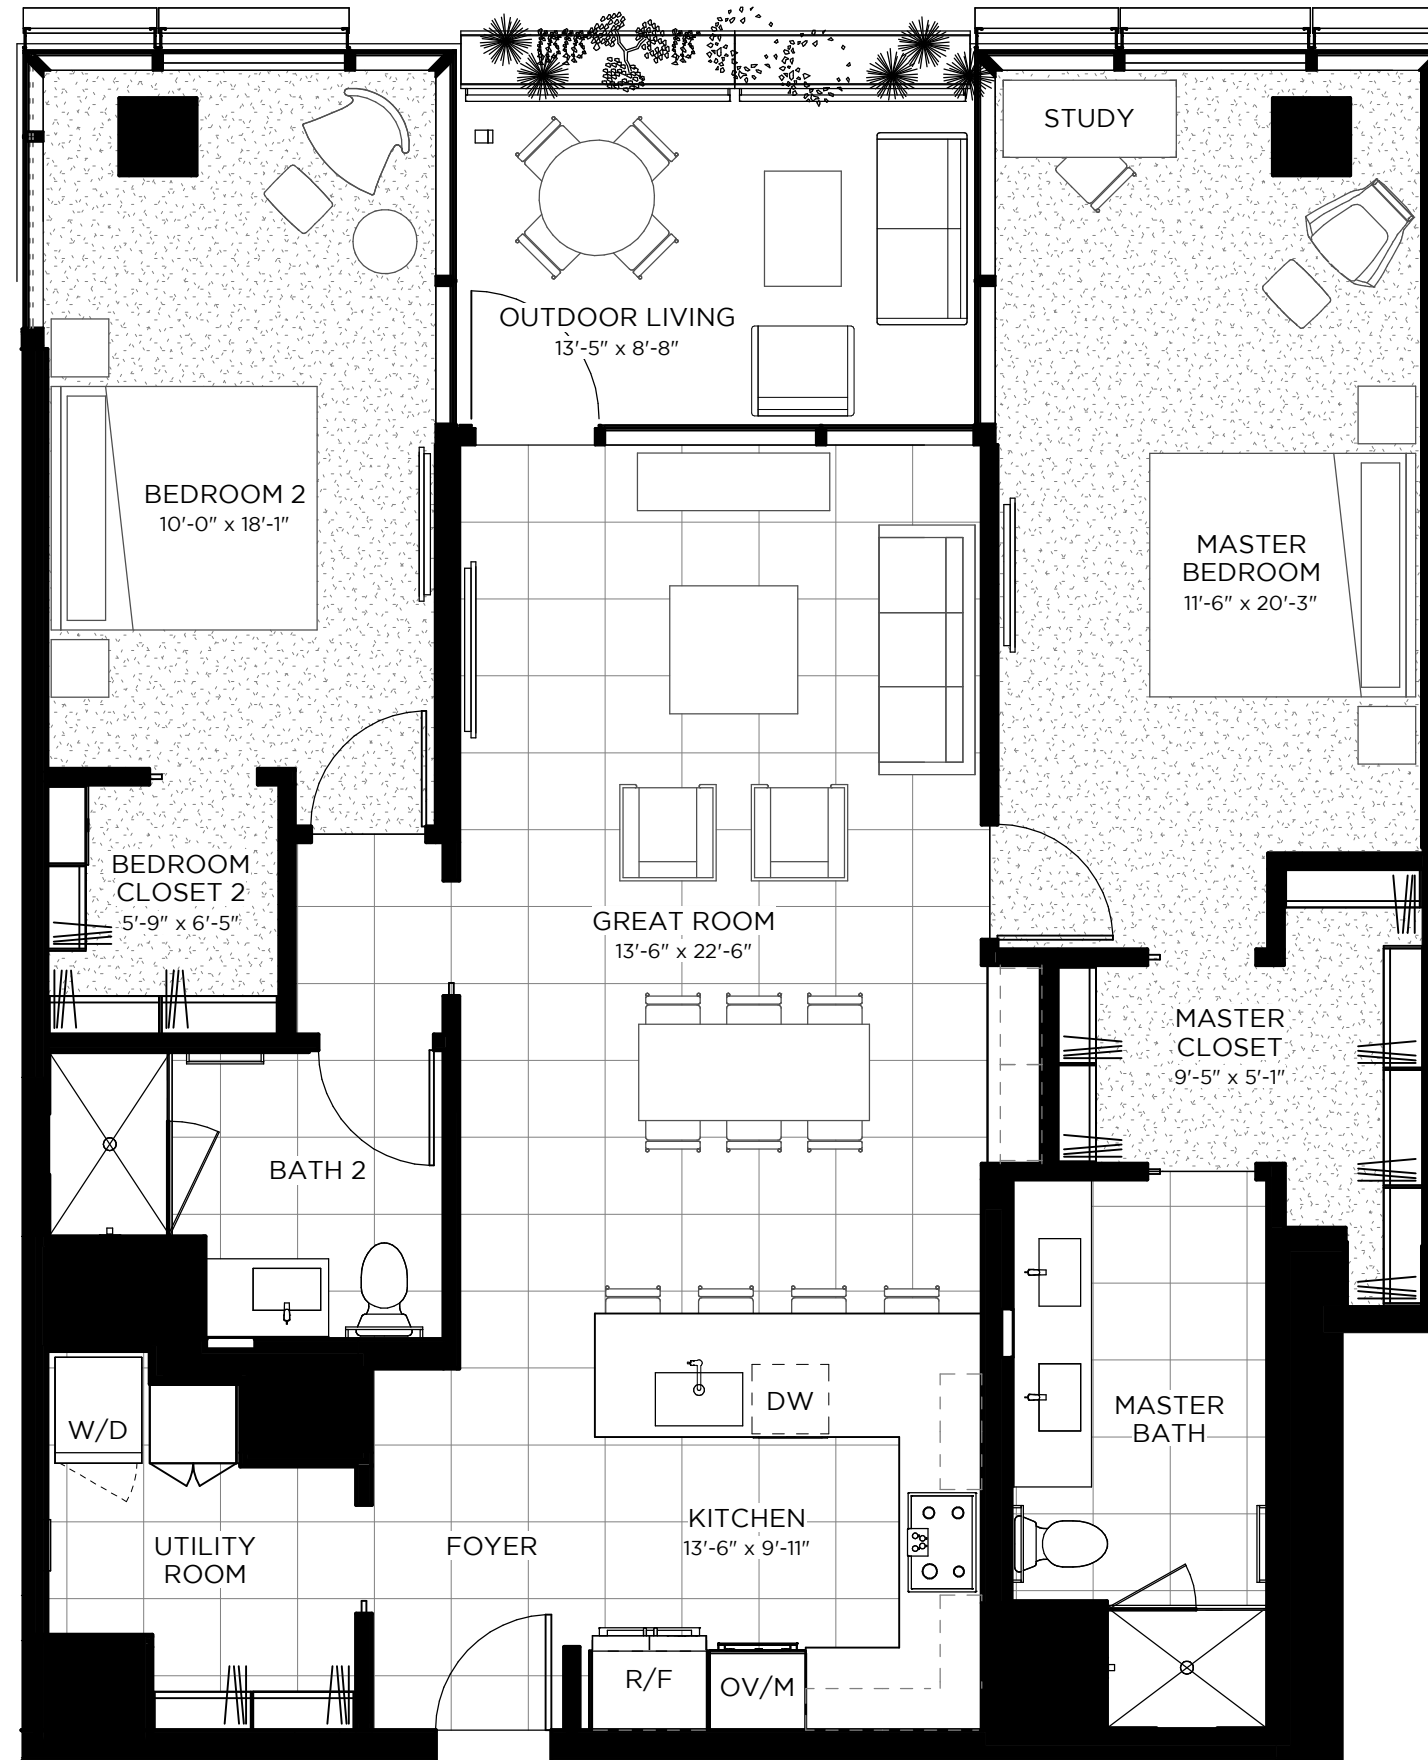 STUDY
OUTDOOR LIVING
13'-5" x 8'-8"
BEDROOM 2
10'-0" x 18'-1"
MASTER
BEDROOM
11'-6" x 20'-3"
BEDROOM
CLOSET 2
5'-9" x 6'-5"
GREAT ROOM
13'-6" x 22'-6"
MASTER
CLOSET
9'-5" x 5'-1"
BATH 2
W/D
DW
MASTER
BATH
UTILITY
ROOM
FOYER
KITCHEN
13'-6" x 9'-11"
R/F
OV/M